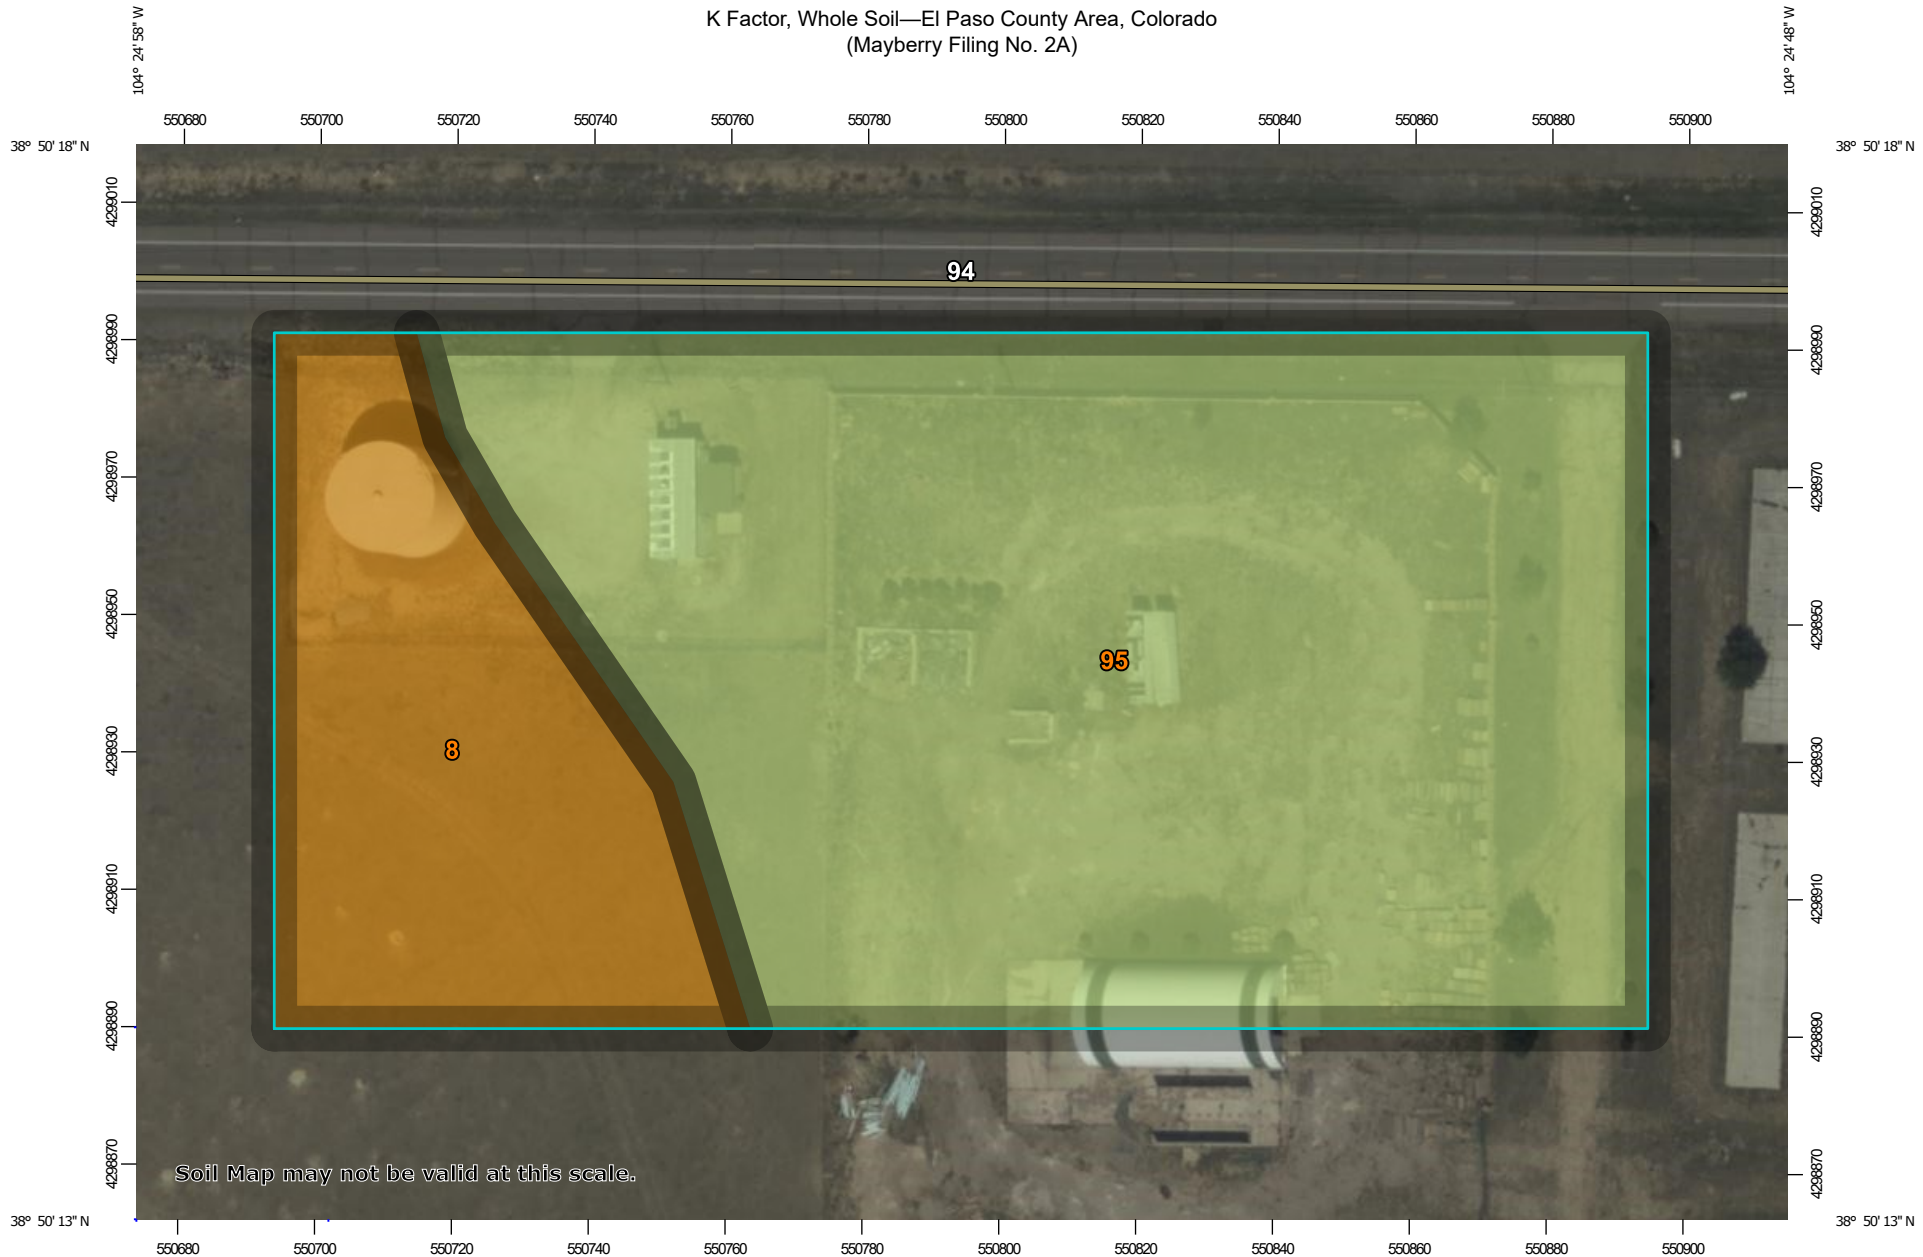 K Factor, Whole Soil—El Paso County Area, Colorado
(Mayberry Filing No. 2A)
104° 24' 58" W
104° 24' 48" W
550680 550700 550720 550740 550760 550780 550800 550820 550840 550860 550880 550900
38° 50' 18" N
38° 50' 18" N
4299010
4299010
94
4298990
4298990
4298970
4298970
4298950
4298950
95
8
4298930
4298930
4298910
4298910
4298890
4298890
4298870
4298870
Soil Map may not be valid at this scale.
38° 50' 13" N
38° 50' 13" N
550680 550700 550720 550740 550760 550780 550800 550820 550840 550860 550880 550900